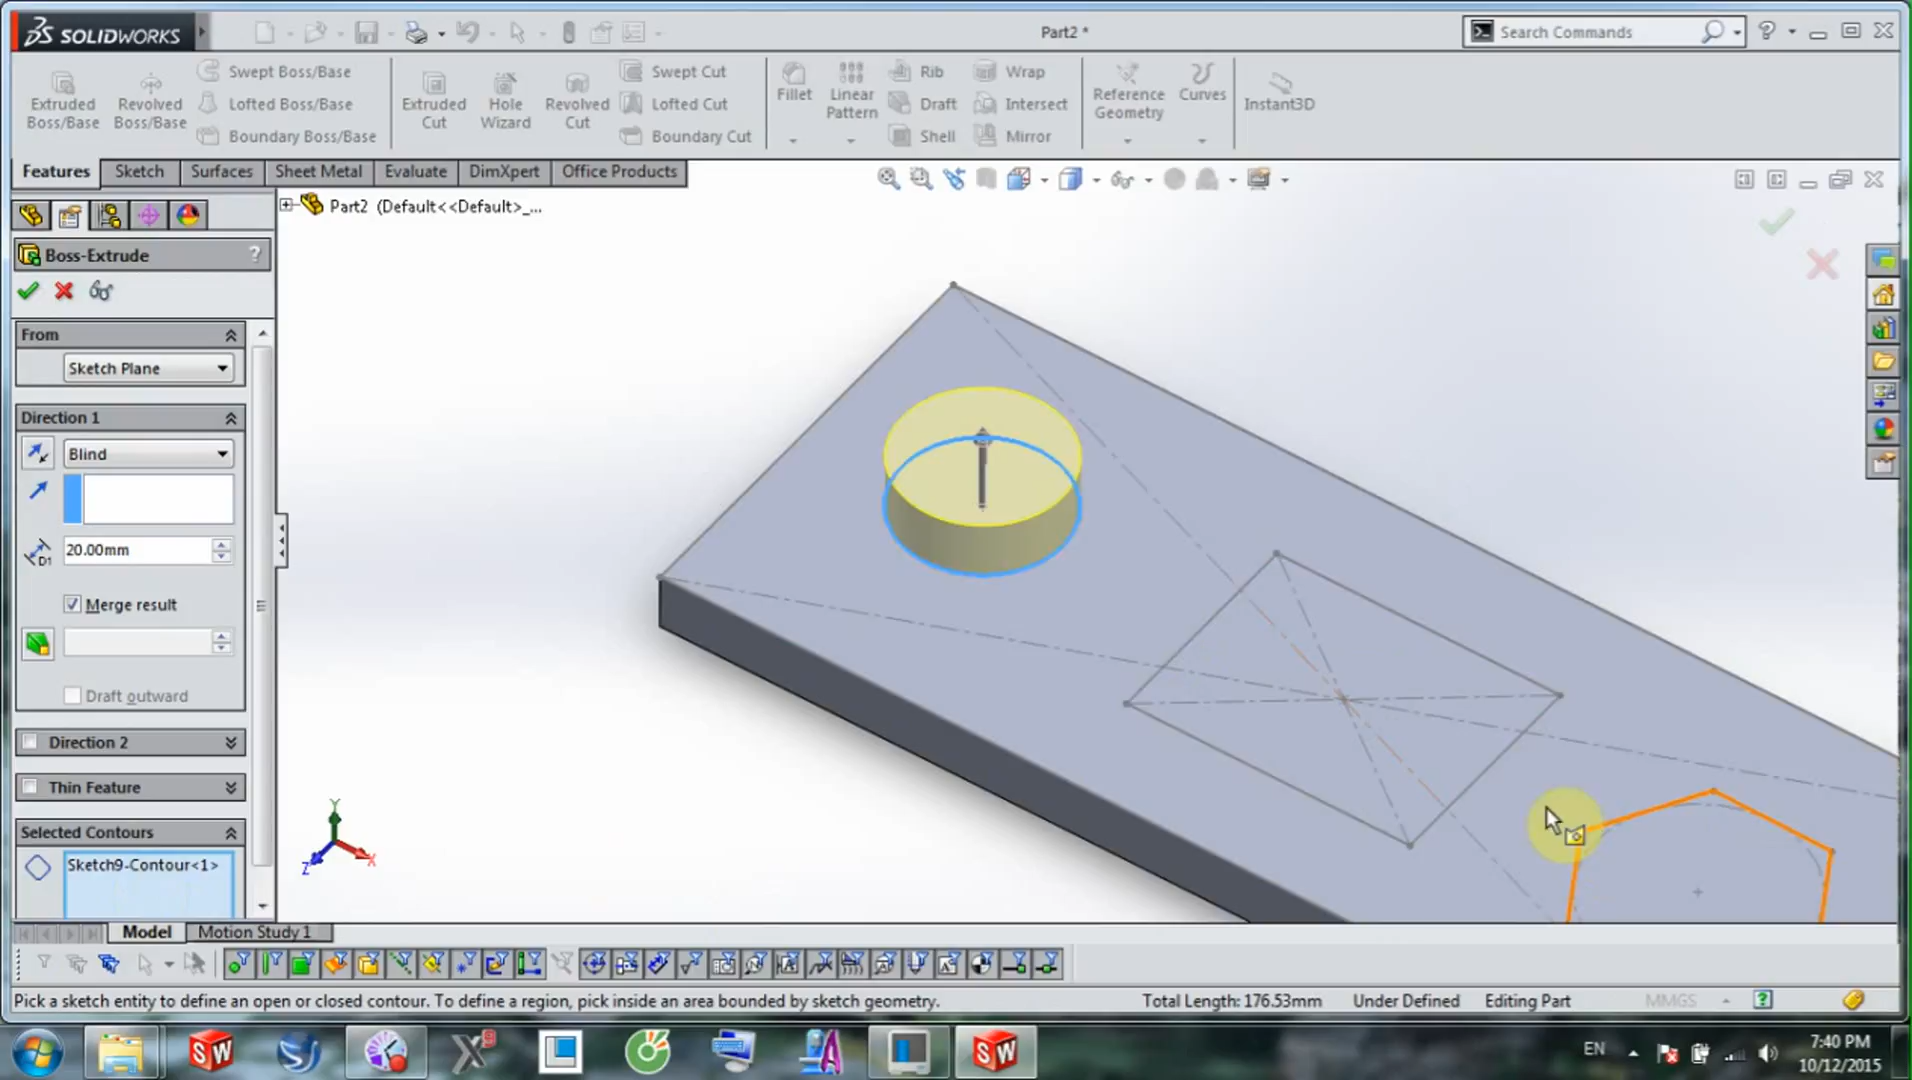 SOLIDWORKS
Part2 *
Search Commands
Extruded Boss/Base
Revolved Boss/Base
Swept Boss/Base
Lofted Boss/Base
Boundary Boss/Base
Extruded Cut
Hole Wizard
Revolved Cut
Swept Cut
Lofted Cut
Boundary Cut
Fillet
Linear Pattern
Rib
Draft
Shell
Wrap
Intersect
Mirror
Reference Geometry
Curves
Instant3D
Features
Sketch
Surfaces
Sheet Metal
Evaluate
DimXpert
Office Products
Part2 (Default<<Default>_...
Boss-Extrude
?
From
Sketch Plane
Direction 1
Blind
D1
20.00mm
Merge result
Draft outward
Direction 2
Thin Feature
Selected Contours
Sketch9-Contour<1>
Y
Z
X
Model
Motion Study 1
Pick a sketch entity to define an open or closed contour. To define a region, pick inside an area bounded by sketch geometry.
Total Length: 176.53mm
Under Defined
Editing Part
MMGS
?
SW
SW
EN
7:40 PM
10/12/2015